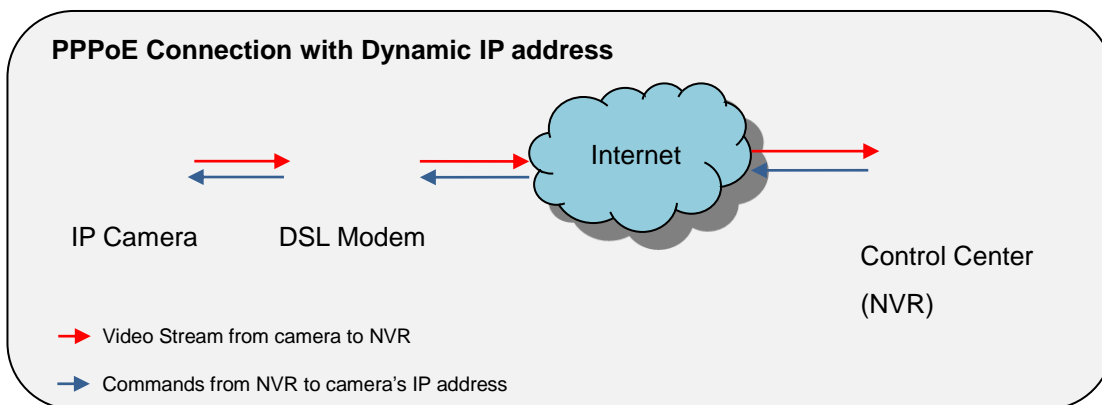 PPPoE Connection with Dynamic IP address
Internet
IP Camera
DSL Modem
Control Center
(NVR)
Video Stream from camera to NVR
Commands from NVR to camera’s IP address